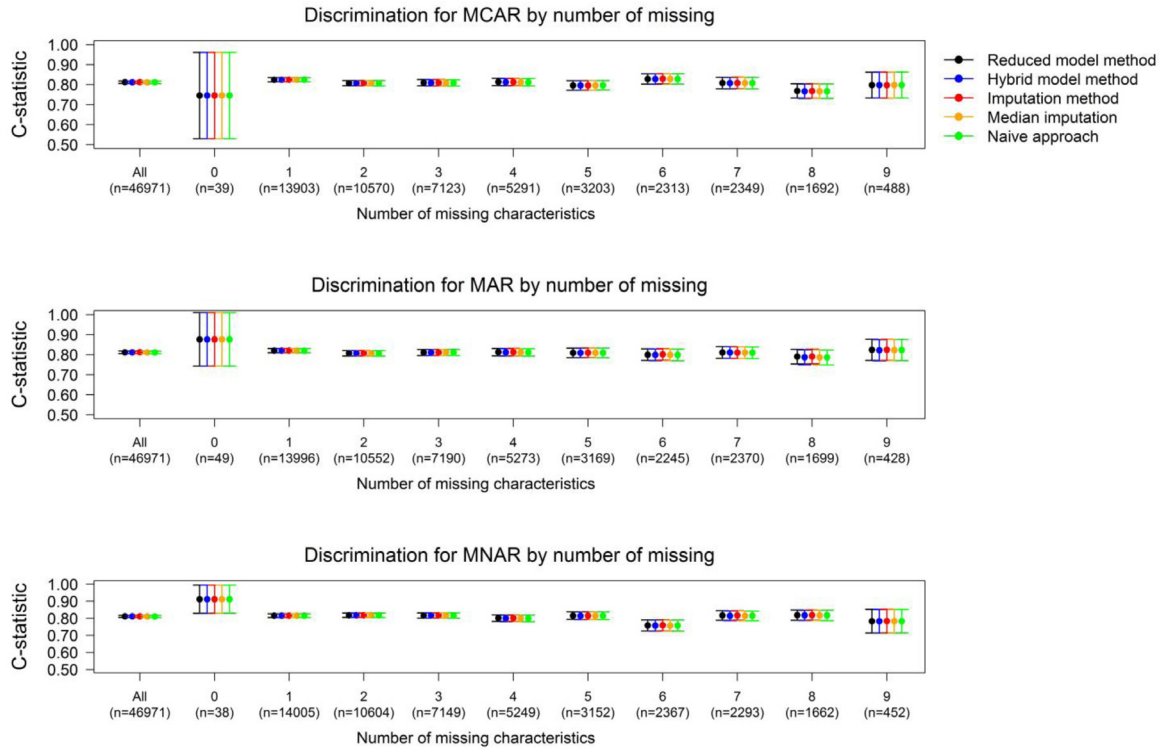 Discrimination for MCAR by number of missing
C-statistic
1.00
0.90
0.80
0.70
0.60
0.50
All 0 1 2 3 4 5 6 7 8 9
(n=46971) (n=39) (n=13903) (n=10570) (n=7123) (n=5291) (n=3203) (n=2313) (n=2349) (n=1692) (n=488)
Number of missing characteristics
Reduced model method
Hybrid model method
Imputation method
Median imputation
Naive approach
Discrimination for MAR by number of missing
C-statistic
1.00
0.90
0.80
0.70
0.60
0.50
All 0 1 2 3 4 5 6 7 8 9
(n=46971) (n=49) (n=13996) (n=10552) (n=7190) (n=5273) (n=3169) (n=2245) (n=2370) (n=1699) (n=428)
Number of missing characteristics
Discrimination for MNAR by number of missing
C-statistic
1.00
0.90
0.80
0.70
0.60
0.50
All 0 1 2 3 4 5 6 7 8 9
(n=46971) (n=38) (n=14005) (n=10604) (n=7149) (n=5249) (n=3152) (n=2367) (n=2293) (n=1662) (n=452)
Number of missing characteristics